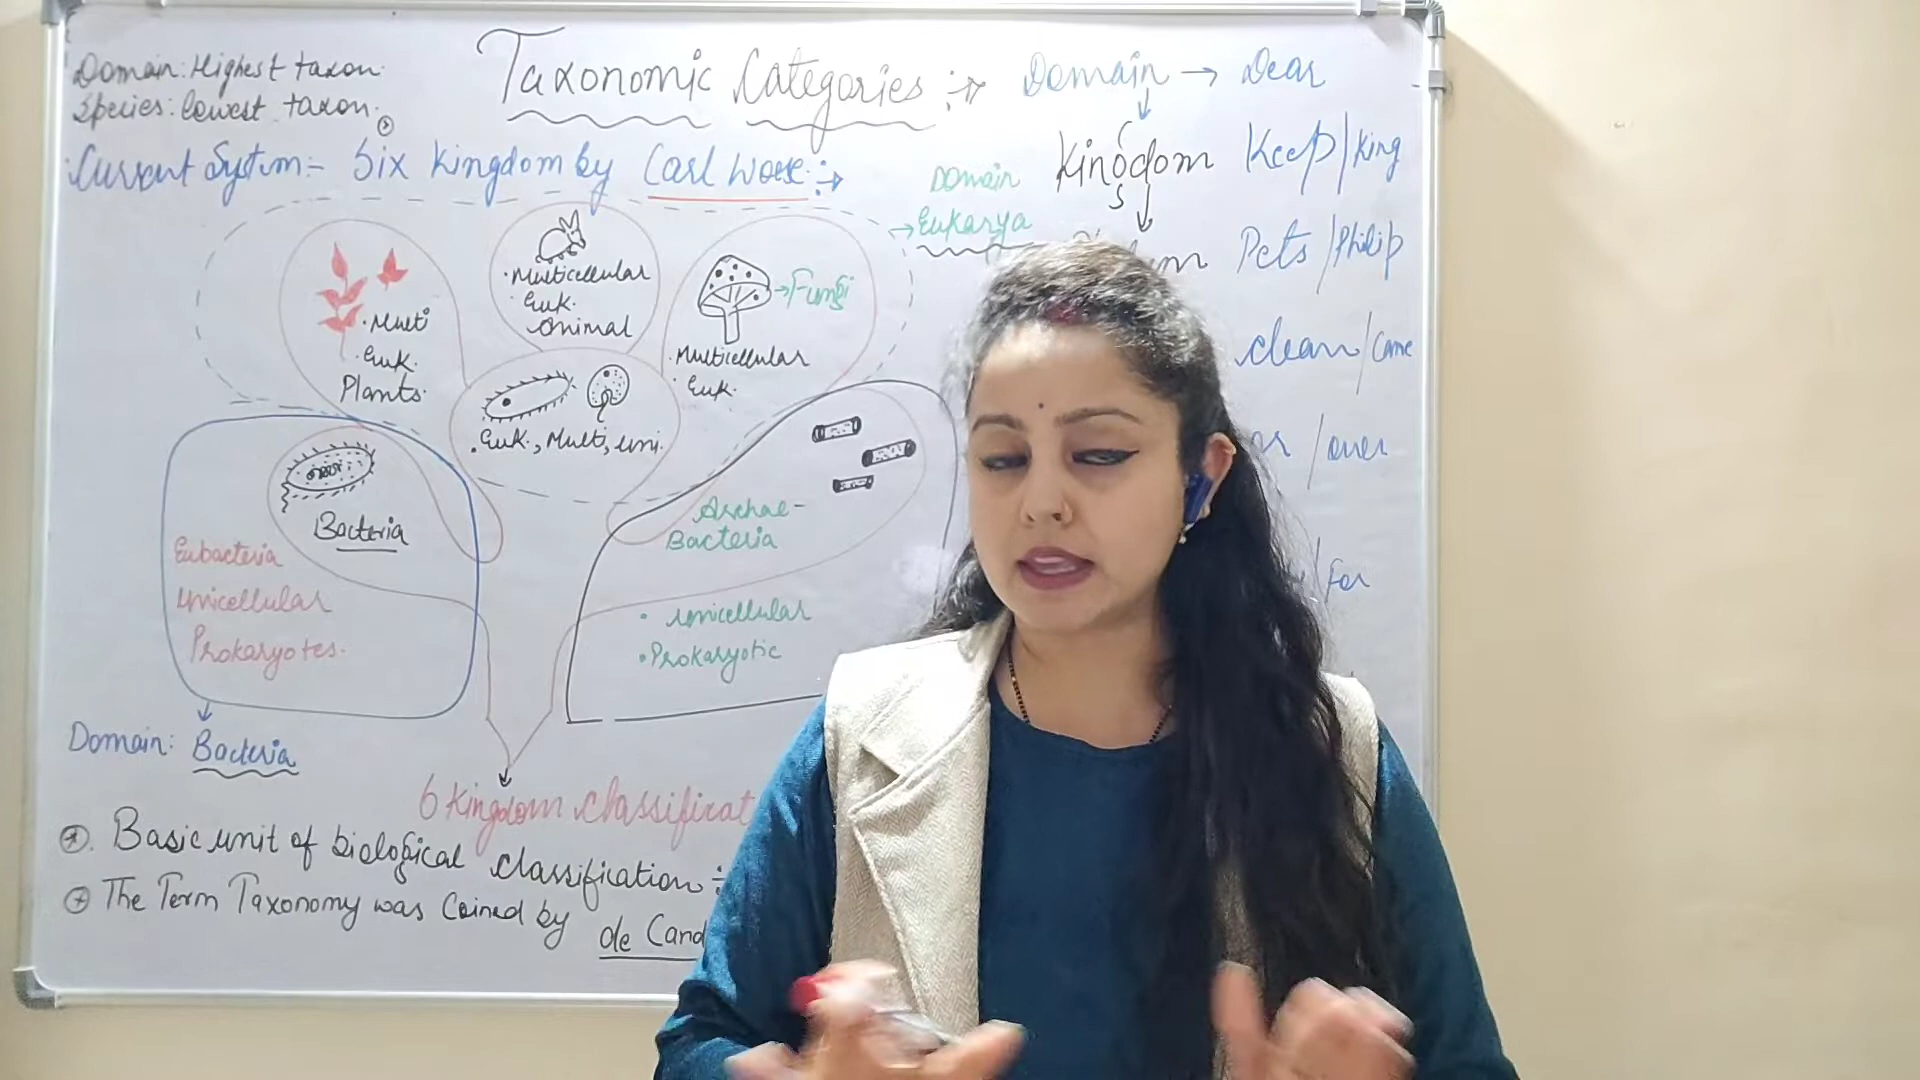 Domain: Highest taxon.
Species: lowest taxon.
Taxonomic Categories :→
Domain → Dear
Kingdom Keep/King
Current System:- Six Kingdom by Carl Woese :→
Domain
→ Eukarya
Pets/Philip
clean/Came
/over
/For
• Multi
• Euk.
Plants.
• Multicellular
• Euk.
Animal
→ Fungi
• Multicellular
• Euk.
• Euk., Multi, uni.
Bacteria
Eubacteria
Unicellular
Prokaryotes.
Archae-
Bacteria
• Unicellular
• Prokaryotic
Domain: Bacteria
6 Kingdom classificat
Basic unit of biological classification :
The Term Taxonomy was Coined by
de Cand